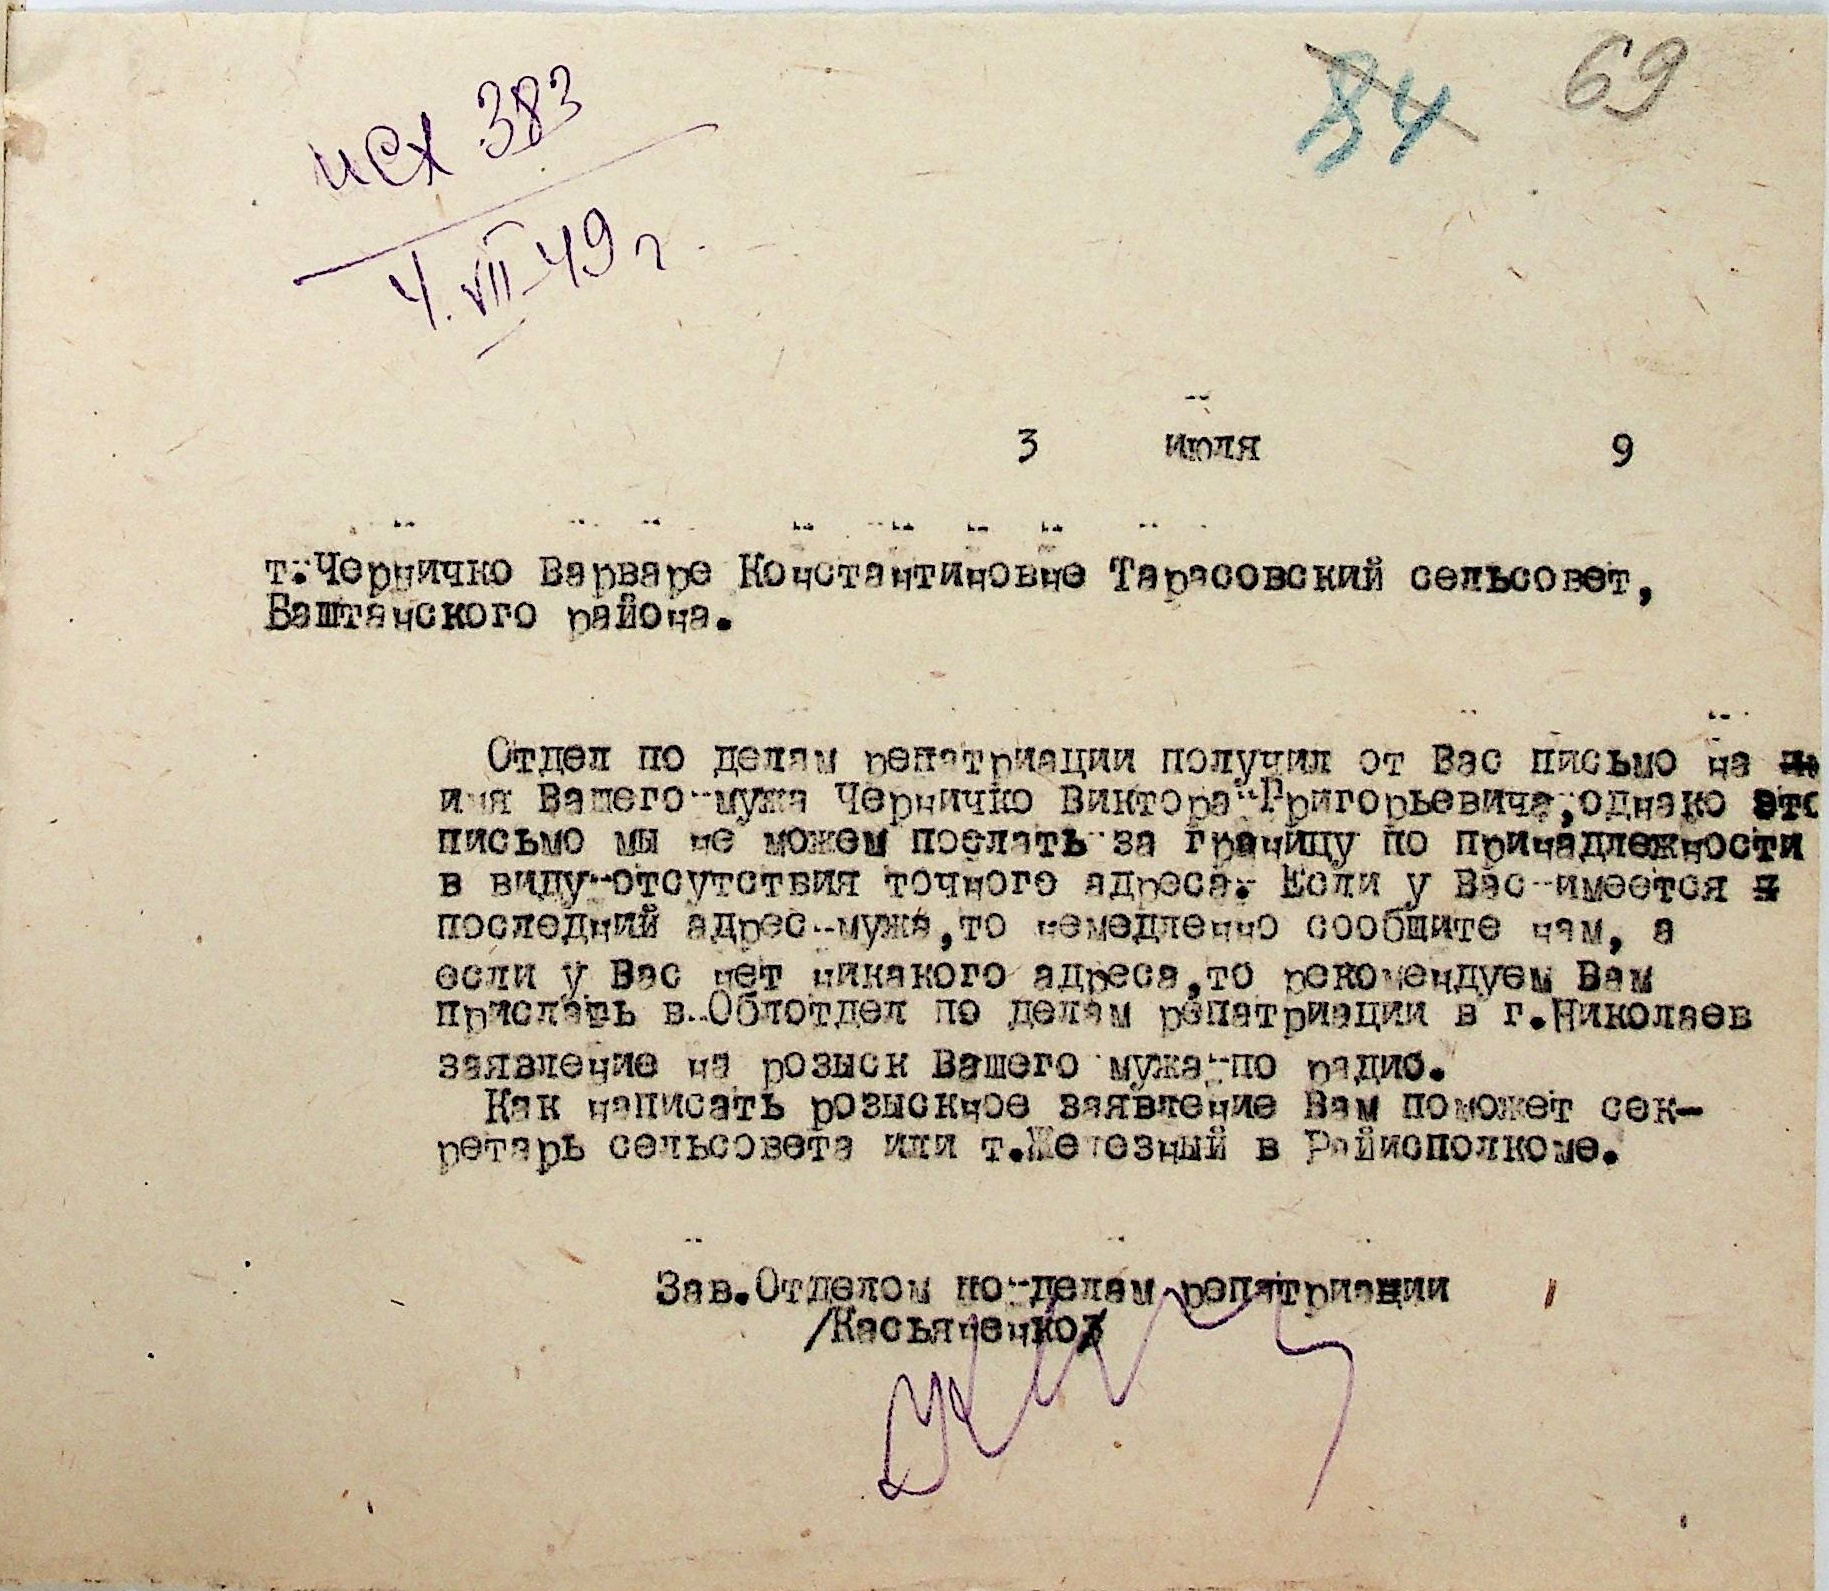 84 69
исх 383
4.VII-49 г.
3 июля 9
т.Черничко Варваре Константиновне Тарасовский сельсовет,
Баштанского района.
Отдел по делам репатриации получил от Вас письмо на
имя Вашего мужа Черничко Виктора Григорьевича,однако это
письмо мы не можем послать за границу по принадлежности
в виду отсутствия точного адреса. Если у Вас имеется
последний адрес мужа,то немедленно сообщите нам, а
если у Вас нет никакого адреса,то рекомендуем Вам
прислать в Облотдел по делам репатриации в г.Николаев
заявление на розыск Вашего мужа по радио.
Как написать розыскное заявление Вам поможет сек-
ретарь сельсовета или т.Железный в Райисполкоме.
Зав.Отделом по делам репатриации
/Касьяненко/